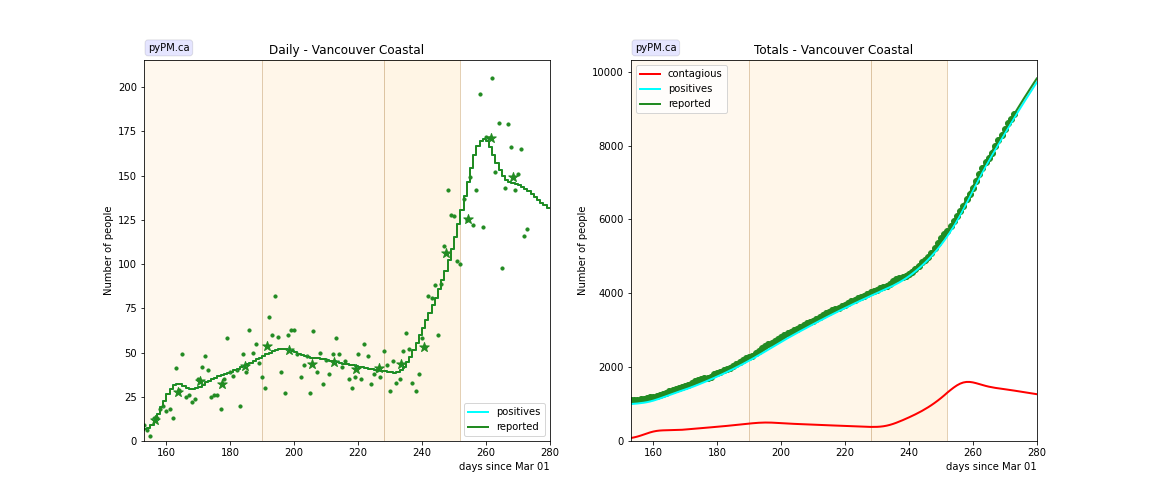 pyPM.ca
Daily - Vancouver Coastal
Number of people
200
175
150
125
100
75
50
25
0
160
180
200
220
240
260
280
days since Mar 01
positives
reported
pyPM.ca
Totals - Vancouver Coastal
Number of people
10000
8000
6000
4000
2000
0
160
180
200
220
240
260
280
days since Mar 01
contagious
positives
reported